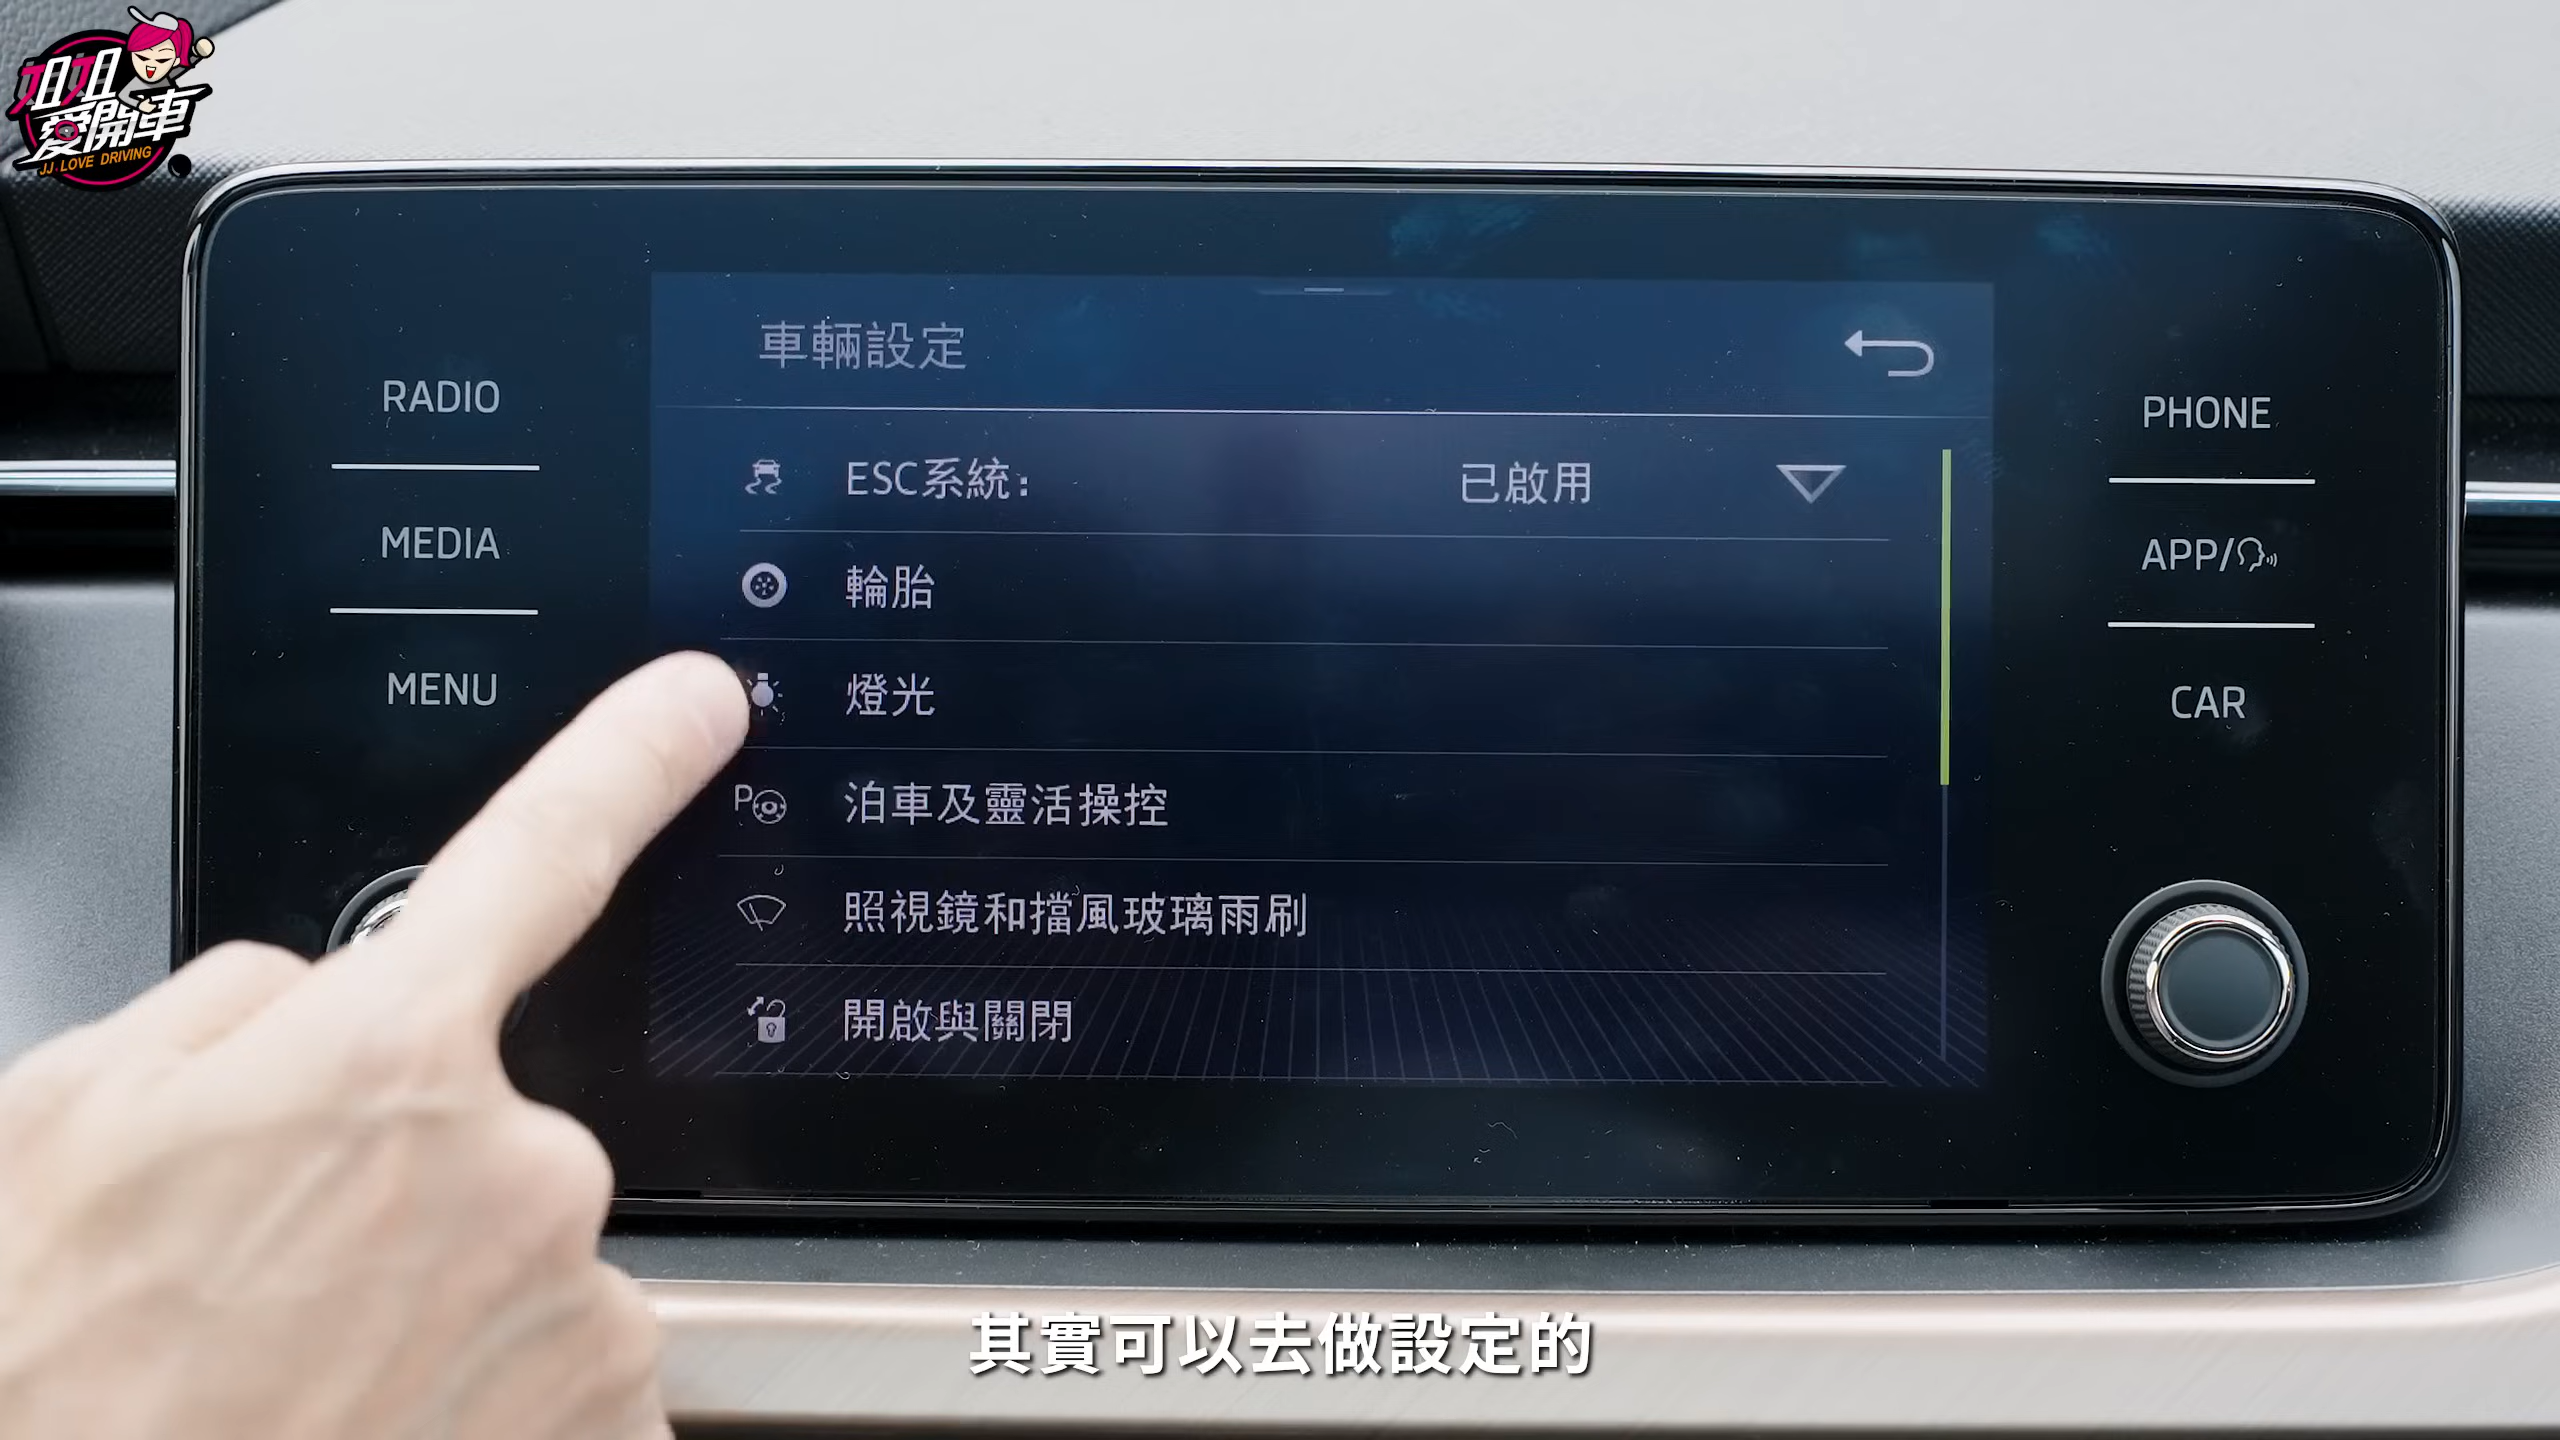 姐姐
愛開車
JJ LOVE DRIVING
RADIO
MEDIA
MENU
車輛設定
ESC系統: 已啟用
輪胎
燈光
P 泊車及靈活操控
照視鏡和擋風玻璃雨刷
開啟與關閉
PHONE
APP/
CAR
其實可以去做設定的